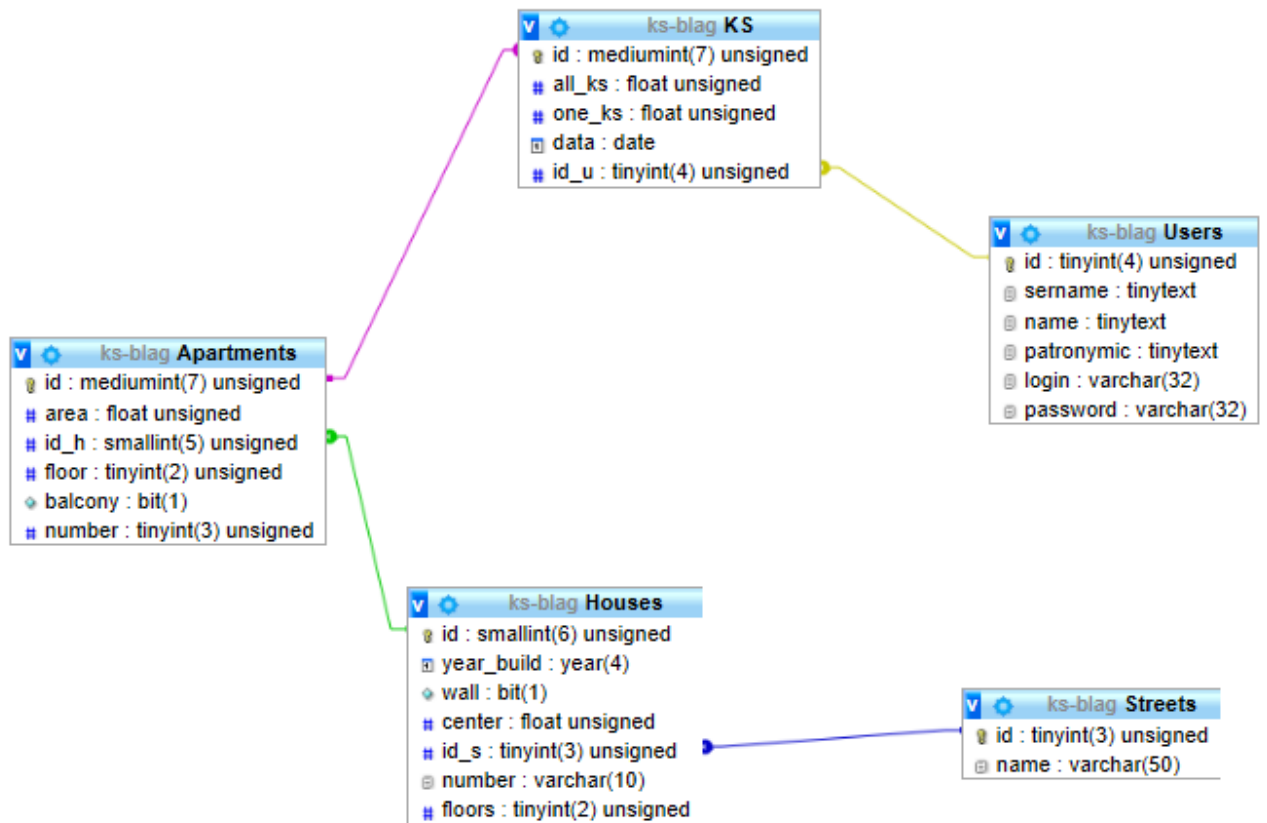 ks-blag KS
id : mediumint(7) unsigned
all_ks : float unsigned
one_ks : float unsigned
data : date
id_u : tinyint(4) unsigned
ks-blag Users
id : tinyint(4) unsigned
sername : tinytext
name : tinytext
patronymic : tinytext
login : varchar(32)
password : varchar(32)
ks-blag Apartments
id : mediumint(7) unsigned
area : float unsigned
id_h : smallint(5) unsigned
floor : tinyint(2) unsigned
balcony : bit(1)
number : tinyint(3) unsigned
ks-blag Houses
id : smallint(6) unsigned
year_build : year(4)
wall : bit(1)
center : float unsigned
id_s : tinyint(3) unsigned
number : varchar(10)
floors : tinyint(2) unsigned
ks-blag Streets
id : tinyint(3) unsigned
name : varchar(50)